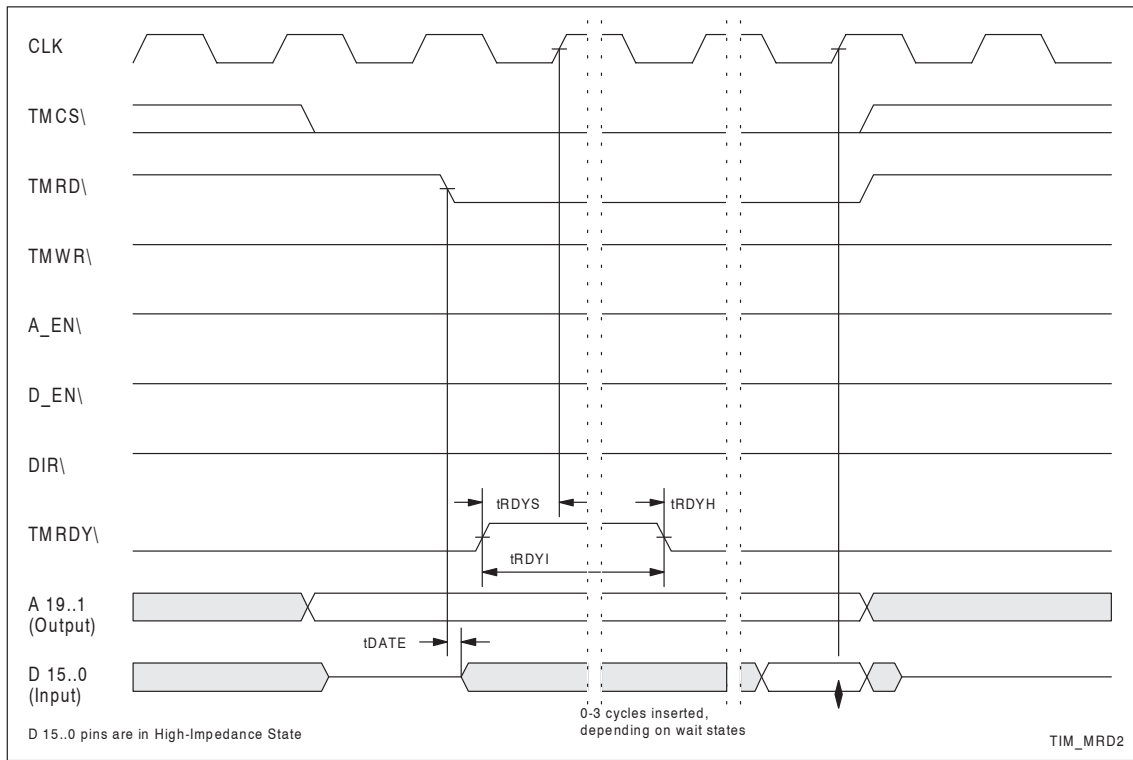 CLK
TMCS\
TMRD\
TMWR\
A_EN\
D_EN\
DIR\
tRDYS
tRDYH
TMRDY\
tRDYI
A 19..1
(Output)
tDATE
D 15..0
(Input)
0-3 cycles inserted,
depending on wait states
D 15..0 pins are in High-Impedance State
TIM_MRD2